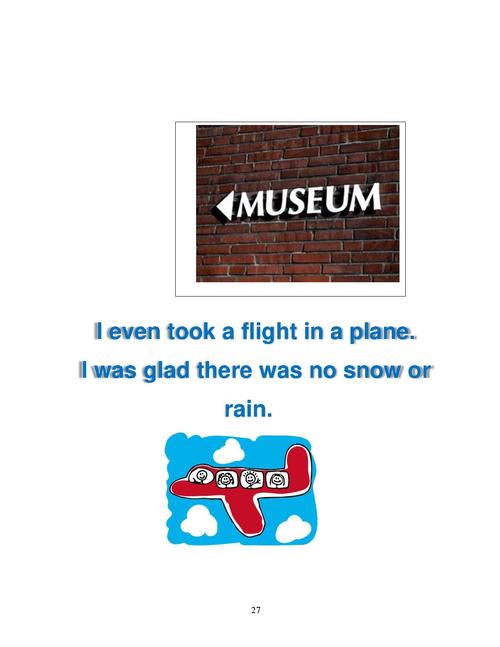 MUSEUM
I even took a flight in a plane.
I was glad there was no snow or
rain.
27